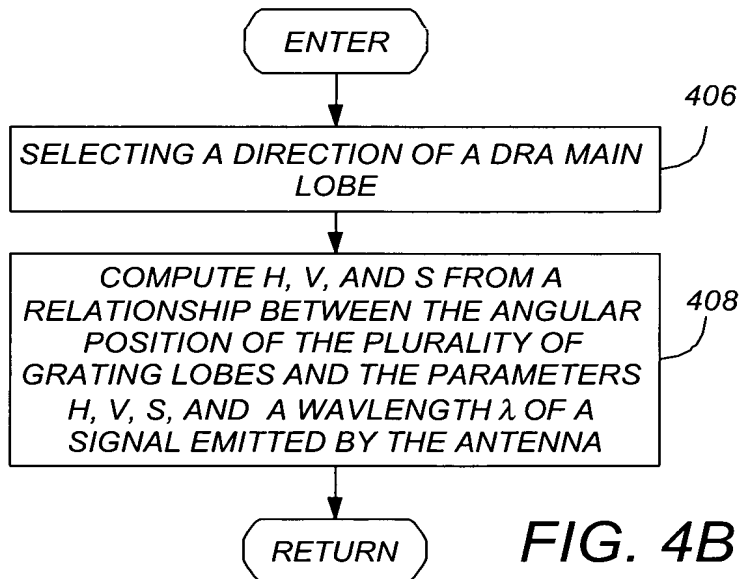 ENTER
406
SELECTING A DIRECTION OF A DRA MAIN
LOBE
COMPUTE H, V, AND S FROM A
RELATIONSHIP BETWEEN THE ANGULAR
POSITION OF THE PLURALITY OF
GRATING LOBES AND THE PARAMETERS
H, V, S, AND A WAVLENGTH λ OF A
SIGNAL EMITTED BY THE ANTENNA
408
RETURN
FIG. 4B